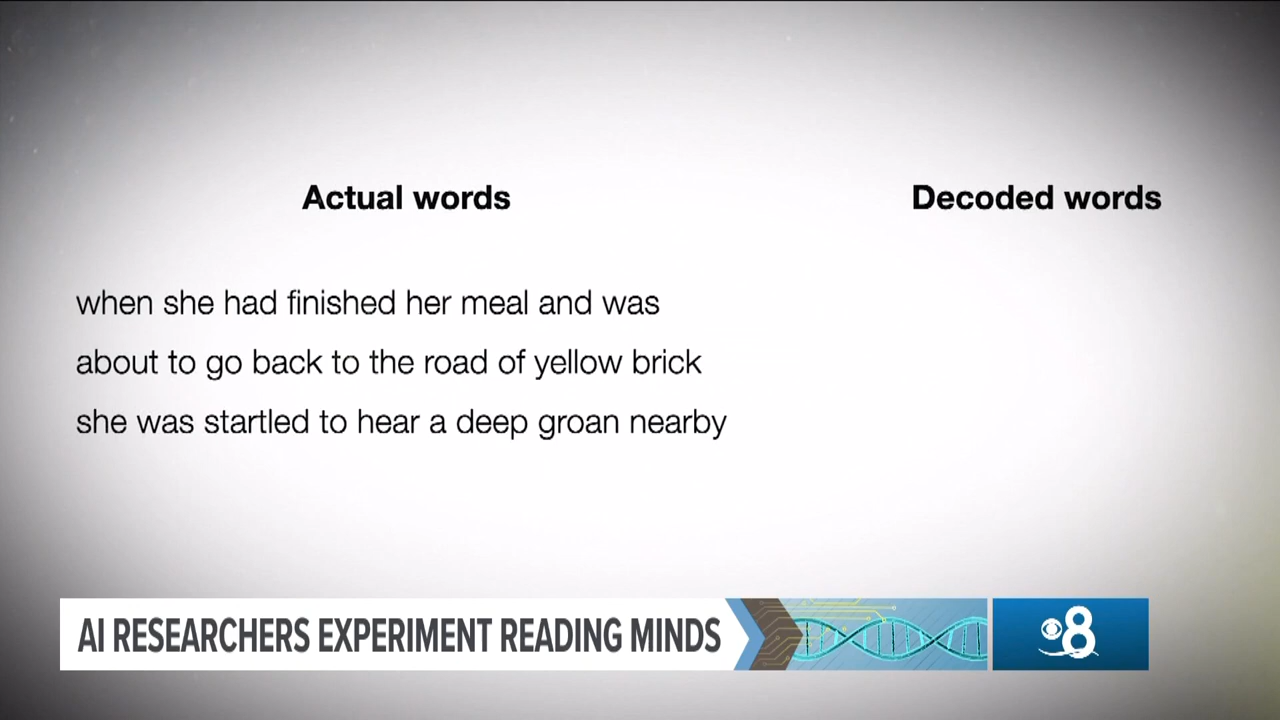 Actual words
Decoded words
when she had finished her meal and was
about to go back to the road of yellow brick
she was startled to hear a deep groan nearby
AI RESEARCHERS EXPERIMENT READING MINDS
8